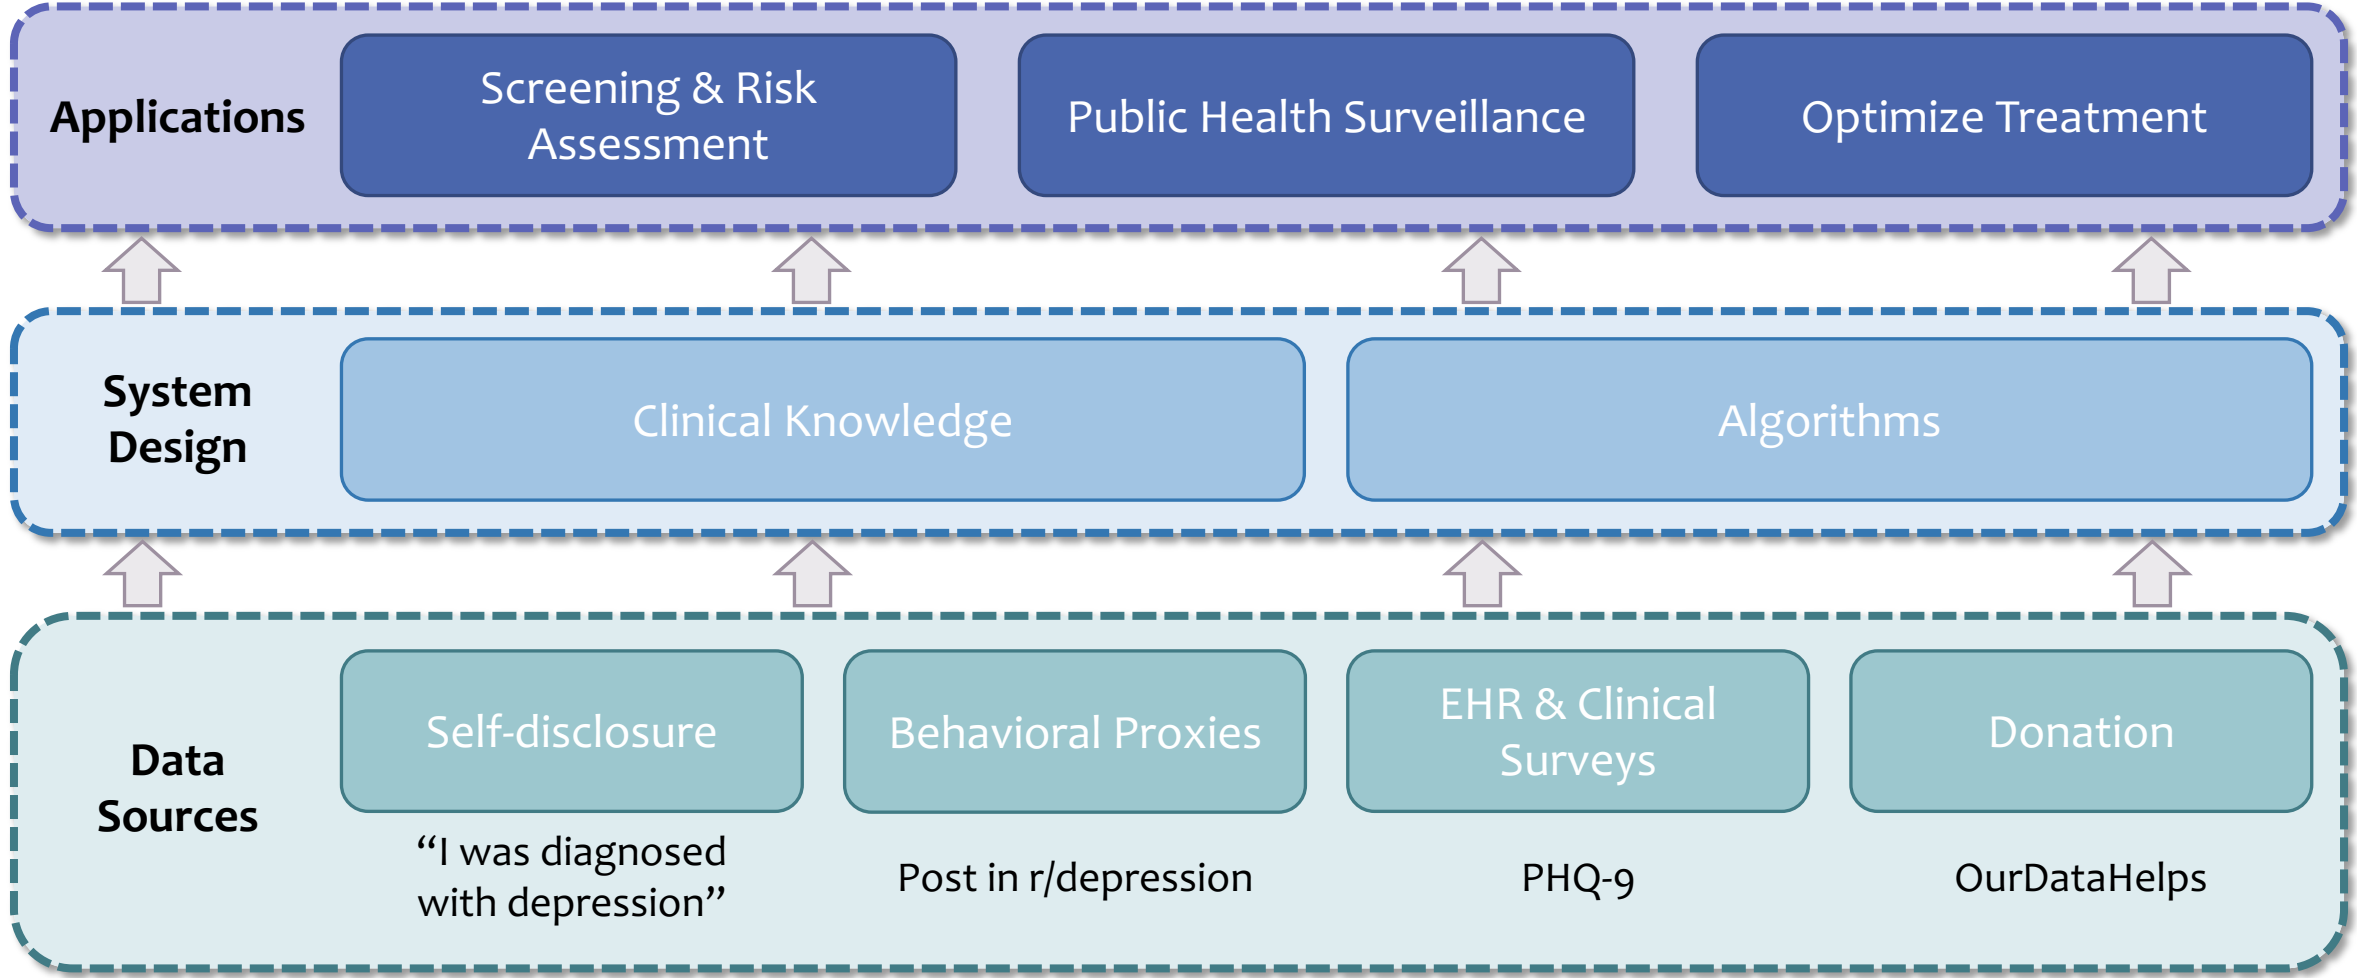 Applications
Screening & Risk
Assessment
Public Health Surveillance
Optimize Treatment
System
Design
Clinical Knowledge
Algorithms
Data
Sources
Self-disclosure
Behavioral Proxies
EHR & Clinical
Surveys
Donation
“I was diagnosed
with depression”
Post in r/depression
PHQ-9
OurDataHelps